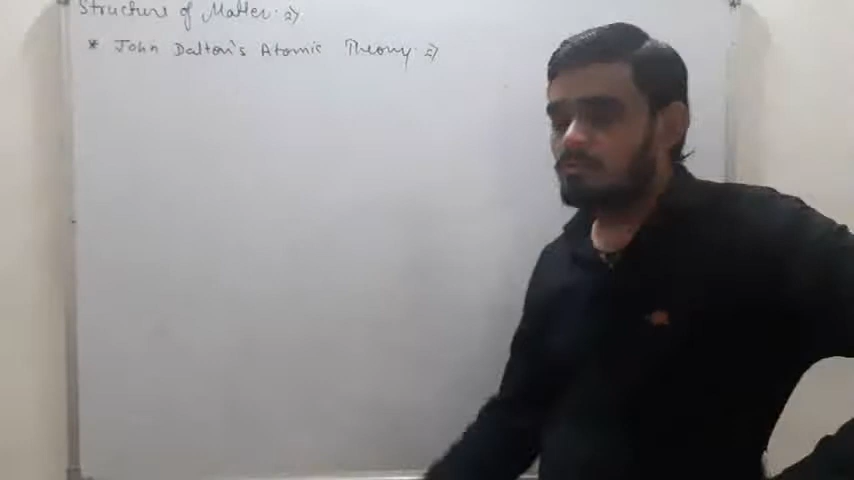 Structure of Matter :->
* John Dalton's Atomic Theory :->